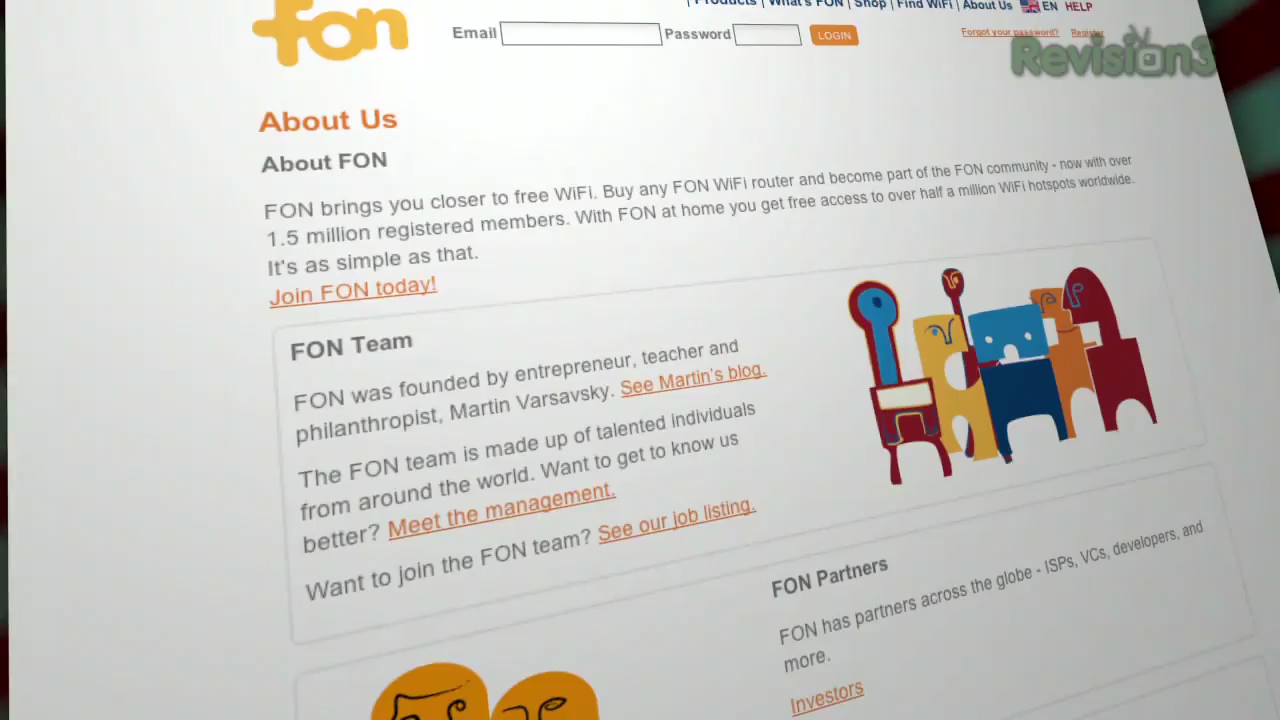 | Products | What's FON | Shop | Find WiFi | About Us EN HELP
fon
Email Password LOGIN
Forgot your password? Register
Revision3
About Us
About FON
FON brings you closer to free WiFi. Buy any FON WiFi router and become part of the FON community - now with over
1.5 million registered members. With FON at home you get free access to over half a million WiFi hotspots worldwide.
It's as simple as that.
Join FON today!
FON Team
FON was founded by entrepreneur, teacher and
philanthropist, Martin Varsavsky. See Martin's blog.
The FON team is made up of talented individuals
from around the world. Want to get to know us
better? Meet the management.
Want to join the FON team? See our job listing.
FON Partners
FON has partners across the globe - ISPs, VCs, developers, and
more.
Investors